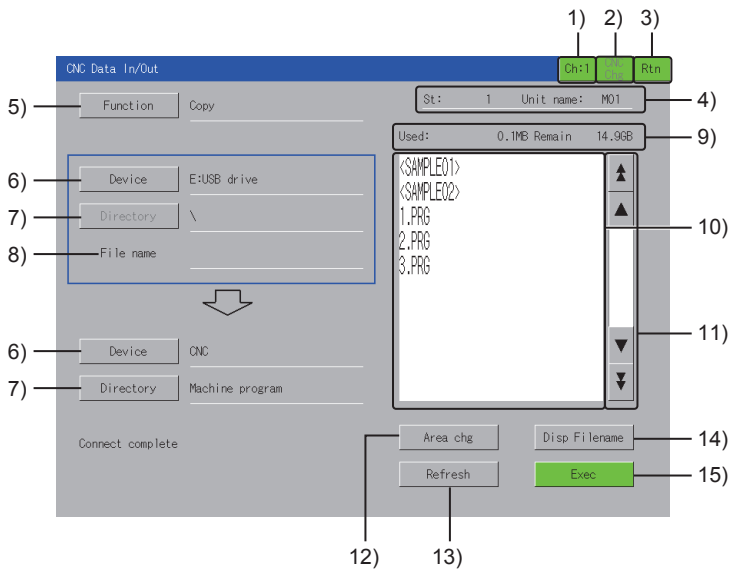 1) 2) 3)
CNC Data In/Out Ch:1 CNC Chg Rtn
5) Function Copy St: 1 Unit name: M01 4)
Used: 0.1MB Remain 14.9GB 9)
6) Device E:USB drive
7) Directory \
8) File name
<SAMPLE01>
<SAMPLE02>
1.PRG
2.PRG
3.PRG
10)
11)
6) Device CNC
7) Directory Machine program
Connect complete
Area chg Disp Filename 14)
Refresh Exec 15)
12) 13)